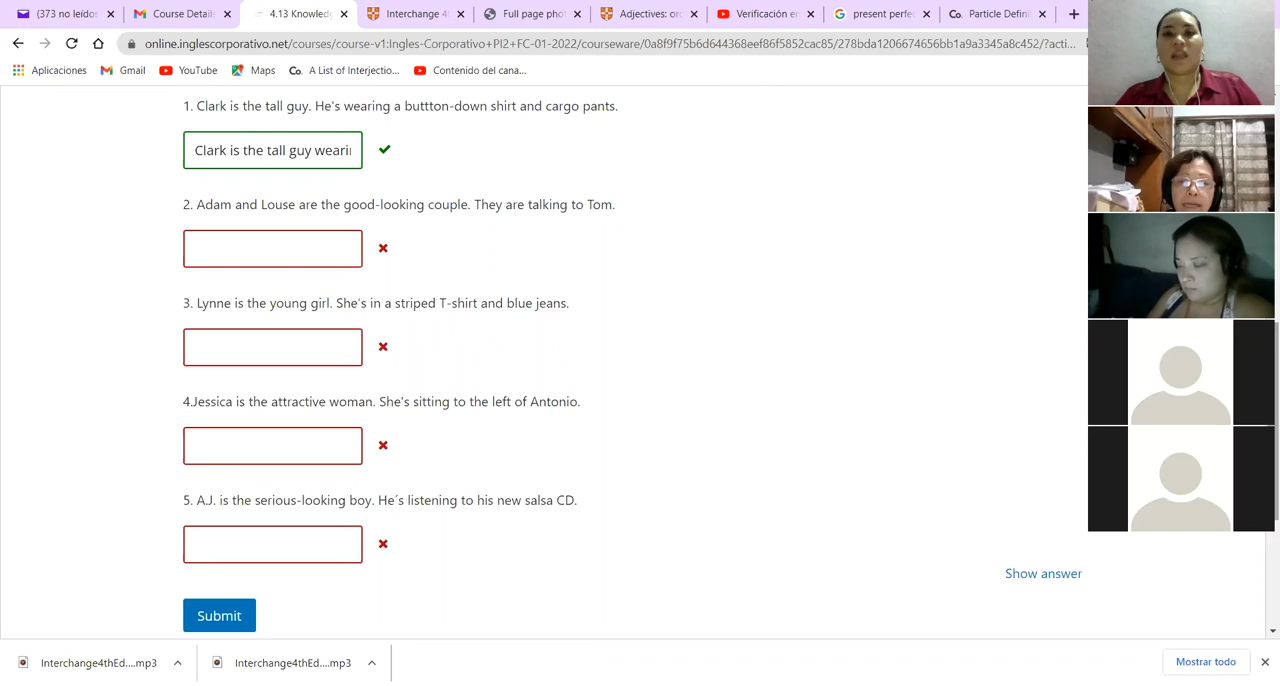 (373 no leídos
Course Detail
4.13 Knowled
Interchange 4
Full page pho
Adjectives: or
Verificación e
present perfe
Particle Defini
online.inglescorporativo.net/courses/course-v1:Ingles-Corporativo+PI2+FC-01-2022/courseware/0a8f9f75b6d644368eef86f5852cac85/278bda1206674656bb1a9a3345a8c452/?acti...
Aplicaciones
Gmail
YouTube
Maps
Co. A List of Interjectio...
Contenido del cana...
1. Clark is the tall guy. He's wearing a buttton-down shirt and cargo pants.
Clark is the tall guy weari
2. Adam and Louse are the good-looking couple. They are talking to Tom.
3. Lynne is the young girl. She's in a striped T-shirt and blue jeans.
4.Jessica is the attractive woman. She's sitting to the left of Antonio.
5. A.J. is the serious-looking boy. He´s listening to his new salsa CD.
Show answer
Submit
Interchange4thEd....mp3
Interchange4thEd....mp3
Mostrar todo